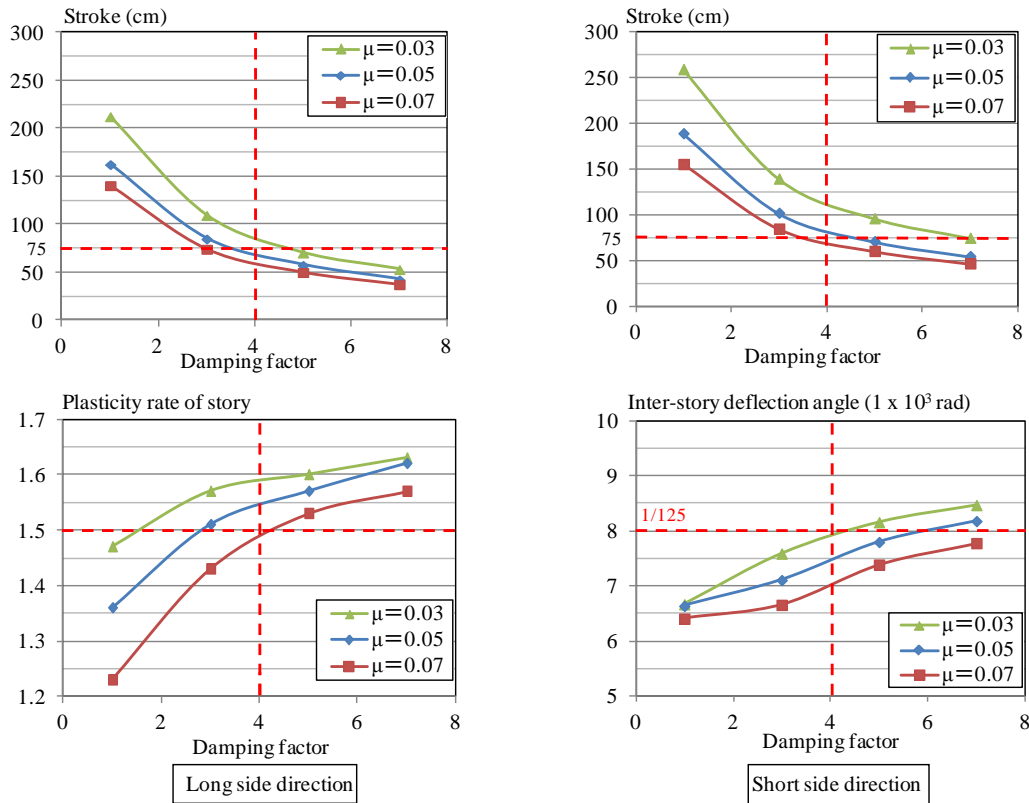 Stroke (cm)
300
250
200
150
100
75
50
0
0 2 4 6 8
Damping factor
μ=0.03
μ=0.05
μ=0.07
Stroke (cm)
300
250
200
150
100
75
50
0
0 2 4 6 8
Damping factor
μ=0.03
μ=0.05
μ=0.07
Plasticity rate of story
1.7
1.6
1.5
1.4
1.3
1.2
0 2 4 6 8
Damping factor
μ=0.03
μ=0.05
μ=0.07
Long side direction
Inter-story deflection angle (1 x 10³ rad)
10
9
8
7
6
5
1/125
0 2 4 6 8
Damping factor
μ=0.03
μ=0.05
μ=0.07
Short side direction